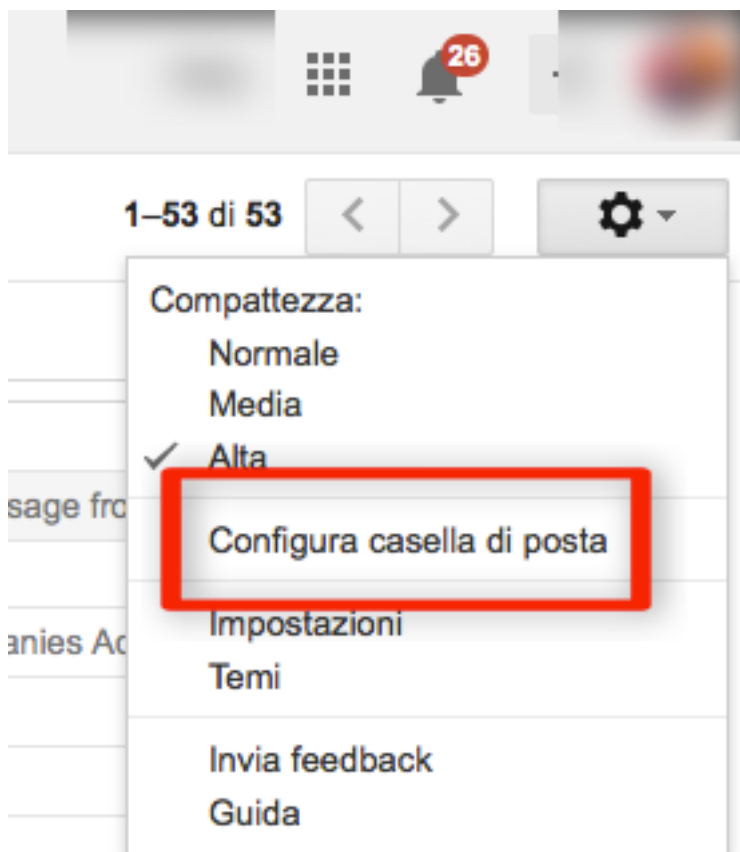 26
1–53 di 53
Compattezza:
Normale
Media
Alta
sage fro
Configura casella di posta
Impostazioni
anies Ac
Temi
Invia feedback
Guida